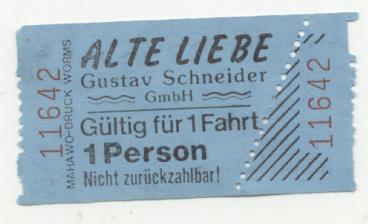 11642
MAHAWO-DRUCK WORMS
ALTE LIEBE
Gustav Schneider
GmbH
Gültig für 1 Fahrt
1 Person
Nicht zurückzahlbar!
11642